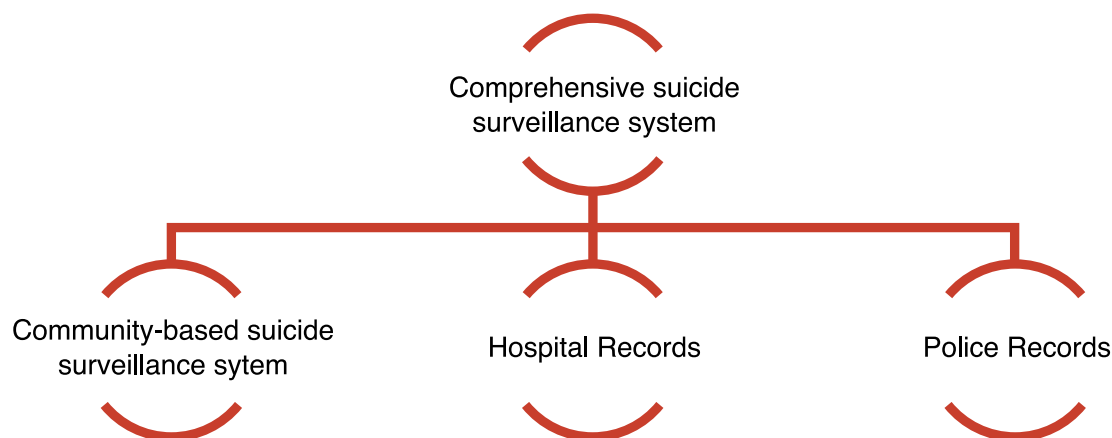 Comprehensive suicide
surveillance system
Community-based suicide
surveillance sytem
Hospital Records
Police Records